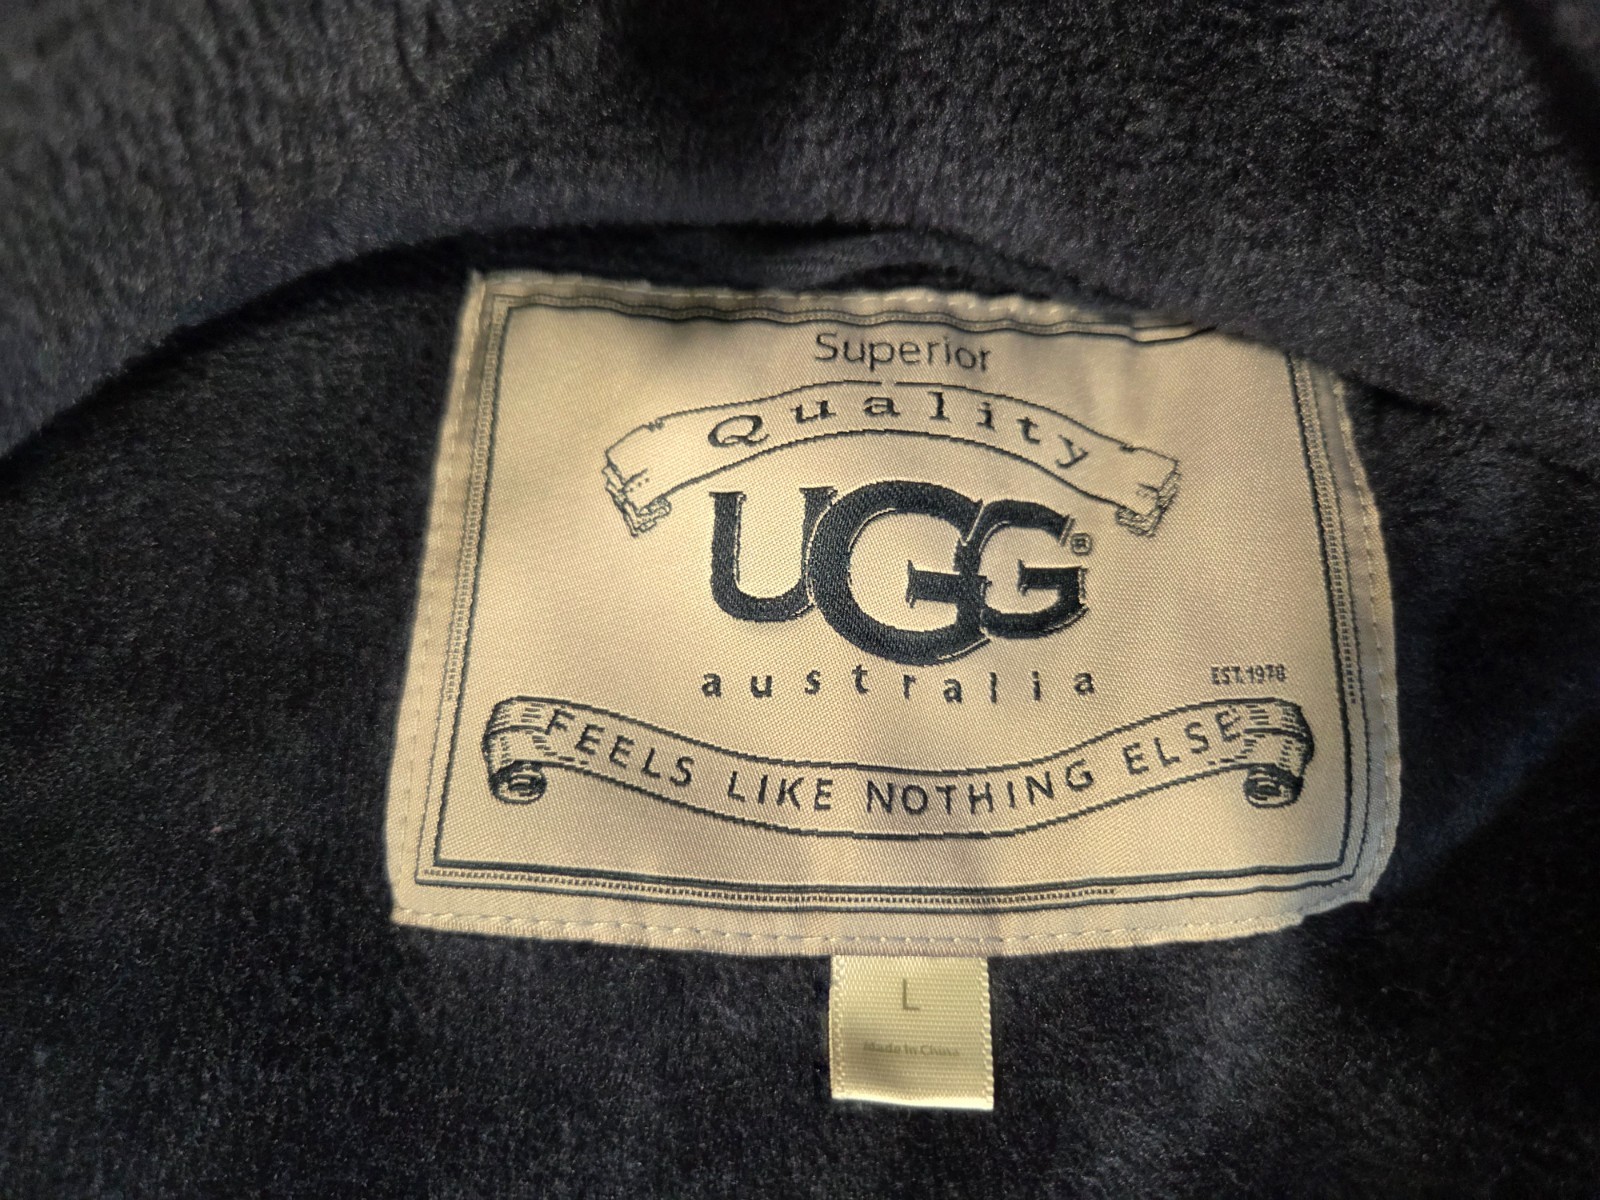 Superior
Quality
UGG®
australia
EST.1978
FEELS LIKE NOTHING ELSE
L
Made In China